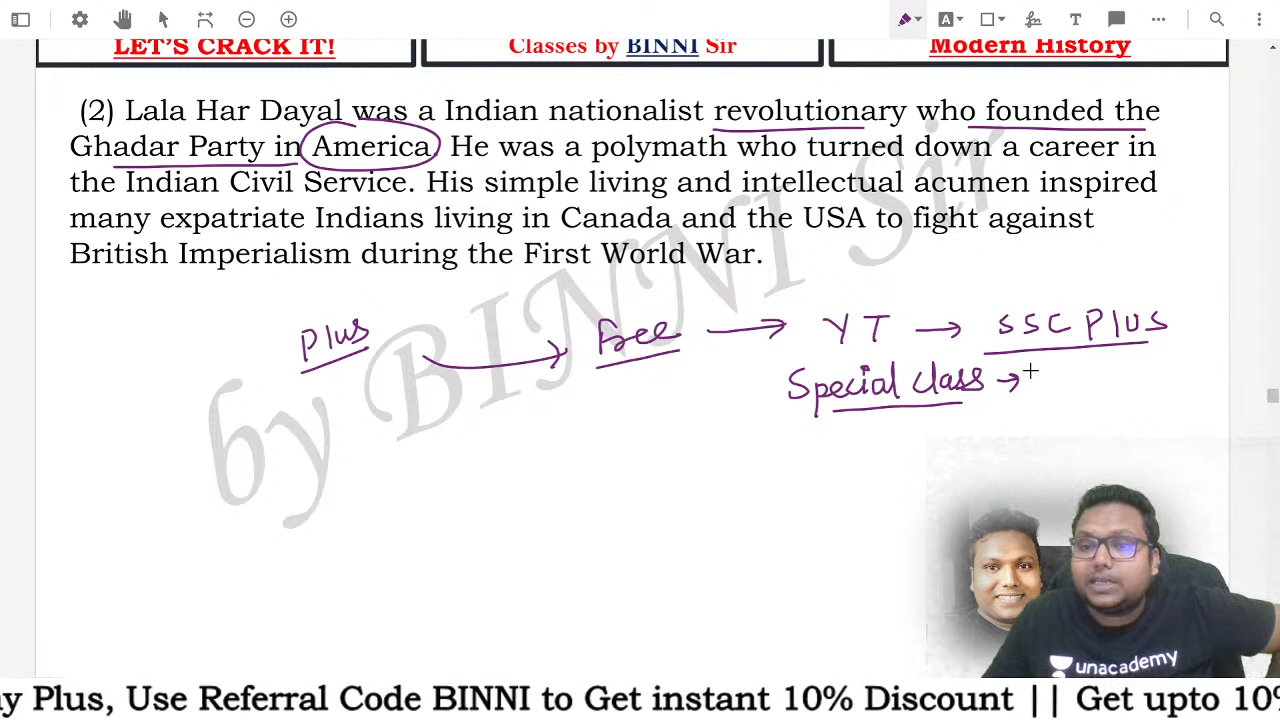 LET'S CRACK IT!
Classes by BINNI Sir
Modern History
(2) Lala Har Dayal was a Indian nationalist revolutionary who founded the
Ghadar Party in America. He was a polymath who turned down a career in
the Indian Civil Service. His simple living and intellectual acumen inspired
many expatriate Indians living in Canada and the USA to fight against
British Imperialism during the First World War.
Plus → Free → YT → SSC PLUS
Special class →
by BINNI Sir
unacademy
y Plus, Use Referral Code BINNI to Get instant 10% Discount || Get upto 10%